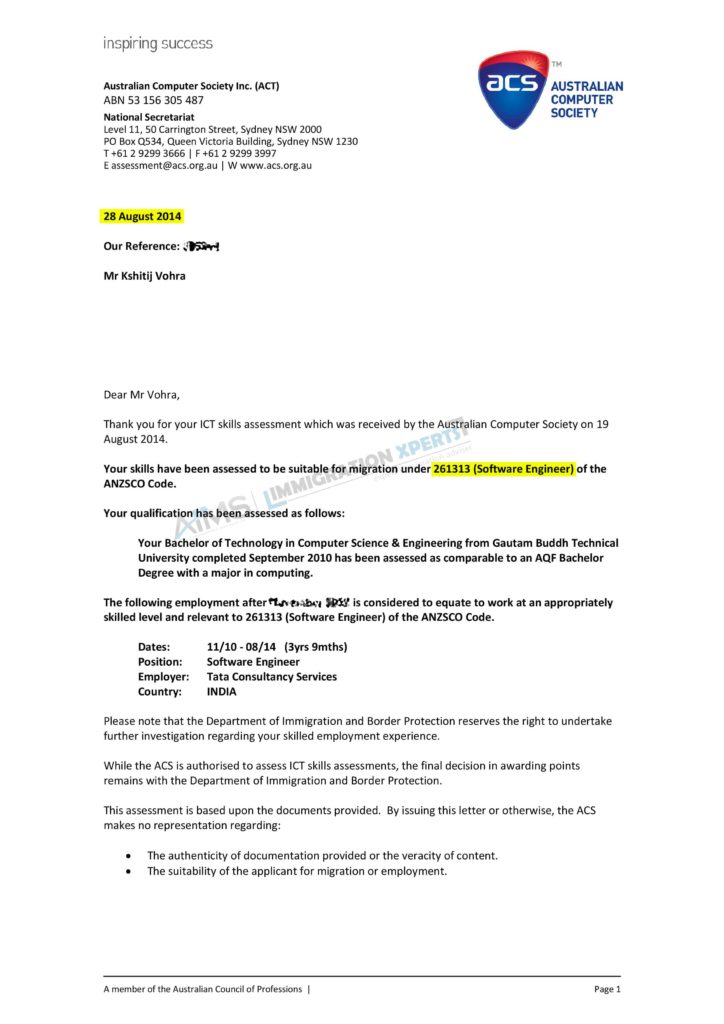 inspiring success
Australian Computer Society Inc. (ACT)
ABN 53 156 305 487
National Secretariat
Level 11, 50 Carrington Street, Sydney NSW 2000
PO Box Q534, Queen Victoria Building, Sydney NSW 1230
T +61 2 9299 3666 | F +61 2 9299 3997
E assessment@acs.org.au | W www.acs.org.au
acs
TM
AUSTRALIAN
COMPUTER
SOCIETY
28 August 2014
Our Reference:
Mr Kshitij Vohra
Dear Mr Vohra,
Thank you for your ICT skills assessment which was received by the Australian Computer Society on 19
August 2014.
Your skills have been assessed to be suitable for migration under 261313 (Software Engineer) of the
ANZSCO Code.
AIMS IMMIGRATION XPERTS
Your qualification has been assessed as follows:
Your Bachelor of Technology in Computer Science & Engineering from Gautam Buddh Technical
University completed September 2010 has been assessed as comparable to an AQF Bachelor
Degree with a major in computing.
The following employment after is considered to equate to work at an appropriately
skilled level and relevant to 261313 (Software Engineer) of the ANZSCO Code.
Dates: 11/10 - 08/14 (3yrs 9mths)
Position: Software Engineer
Employer: Tata Consultancy Services
Country: INDIA
Please note that the Department of Immigration and Border Protection reserves the right to undertake
further investigation regarding your skilled employment experience.
While the ACS is authorised to assess ICT skills assessments, the final decision in awarding points
remains with the Department of Immigration and Border Protection.
This assessment is based upon the documents provided. By issuing this letter or otherwise, the ACS
makes no representation regarding:
• The authenticity of documentation provided or the veracity of content.
• The suitability of the applicant for migration or employment.
A member of the Australian Council of Professions |
Page 1